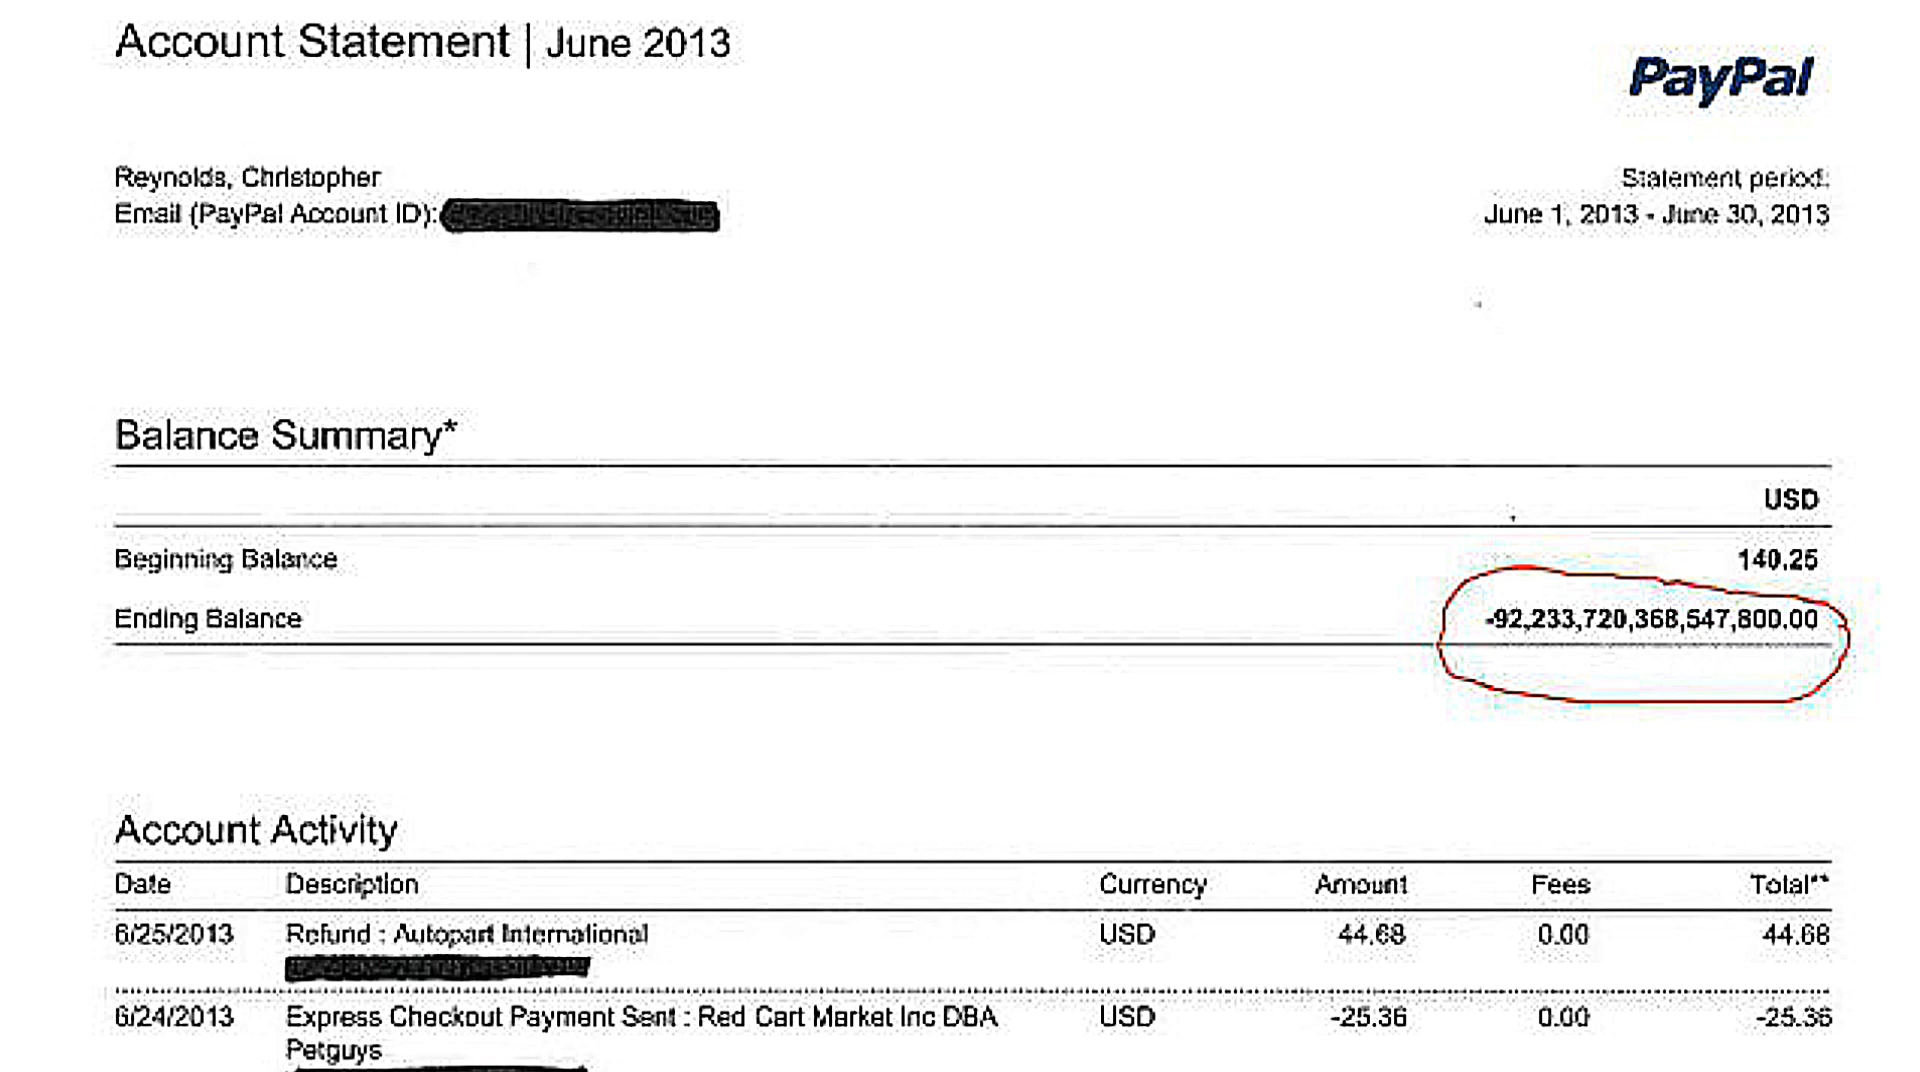 Account Statement | June 2013
PayPal
Reynolds, Christopher
Email (PayPal Account ID):
Statement period:
June 1, 2013 - June 30, 2013
Balance Summary*
USD
Beginning Balance 140.25
Ending Balance -92,233,720,368,547,800.00
Account Activity
Date Description Currency Amount Fees Total**
6/25/2013 Refund : Autopart International USD 44.68 0.00 44.68
6/24/2013 Express Checkout Payment Sent : Red Cart Market Inc DBA USD -25.36 0.00 -25.36
Petguys